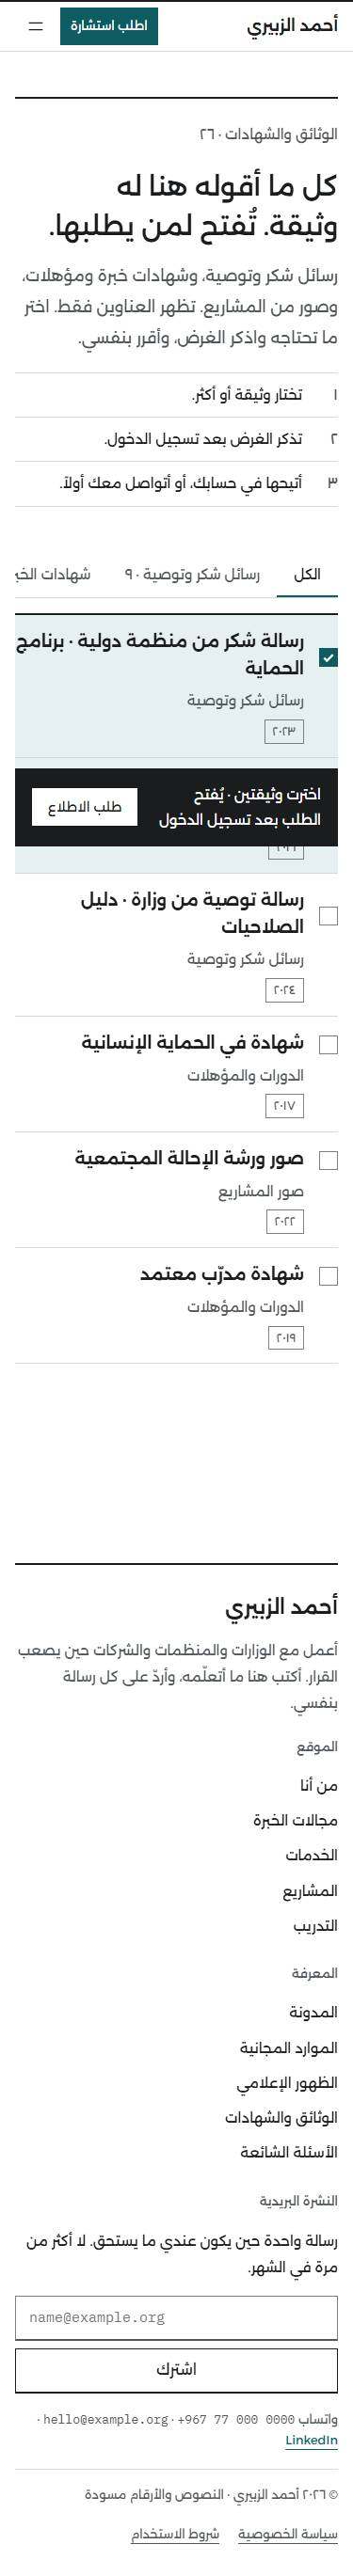 أحمد الزبيري
اطلب استشارة
الوثائق والشهادات · ٢٦
كل ما أقوله هنا له
وثيقة. تُفتح لمن يطلبها.
رسائل شكر وتوصية، وشهادات خبرة ومؤهلات،
وصور من المشاريع. تظهر العناوين فقط. اختر
ما تحتاجه واذكر الغرض، وأقرر بنفسي.
١ تختار وثيقة أو أكثر.
٢ تذكر الغرض بعد تسجيل الدخول.
٣ أتيحها في حسابك، أو أتواصل معك أولاً.
الكل رسائل شكر وتوصية · ٩ شهادات الخبر
رسالة شكر من منظمة دولية · برنامج
الحماية
رسائل شكر وتوصية
٢٠٢٣
اخترت وثيقتين · يُفتح
الطلب بعد تسجيل الدخول
طلب الاطلاع
رسالة توصية من وزارة · دليل
الصلاحيات
رسائل شكر وتوصية
٢٠٢٤
شهادة في الحماية الإنسانية
الدورات والمؤهلات
٢٠١٧
صور ورشة الإحالة المجتمعية
صور المشاريع
٢٠٢٢
شهادة مدرّب معتمد
الدورات والمؤهلات
٢٠١٩
أحمد الزبيري
أعمل مع الوزارات والمنظمات والشركات حين يصعب
القرار. أكتب هنا ما أتعلّمه، وأردّ على كل رسالة
بنفسي.
الموقع
من أنا
مجالات الخبرة
الخدمات
المشاريع
التدريب
المعرفة
المدونة
الموارد المجانية
الظهور الإعلامي
الوثائق والشهادات
الأسئلة الشائعة
النشرة البريدية
رسالة واحدة حين يكون عندي ما يستحق. لا أكثر من
مرة في الشهر.
name@example.org
اشترك
واتساب +967 77 000 0000 · hello@example.org ·
LinkedIn
© ٢٠٢٦ أحمد الزبيري · النصوص والأرقام مسودة
سياسة الخصوصية شروط الاستخدام